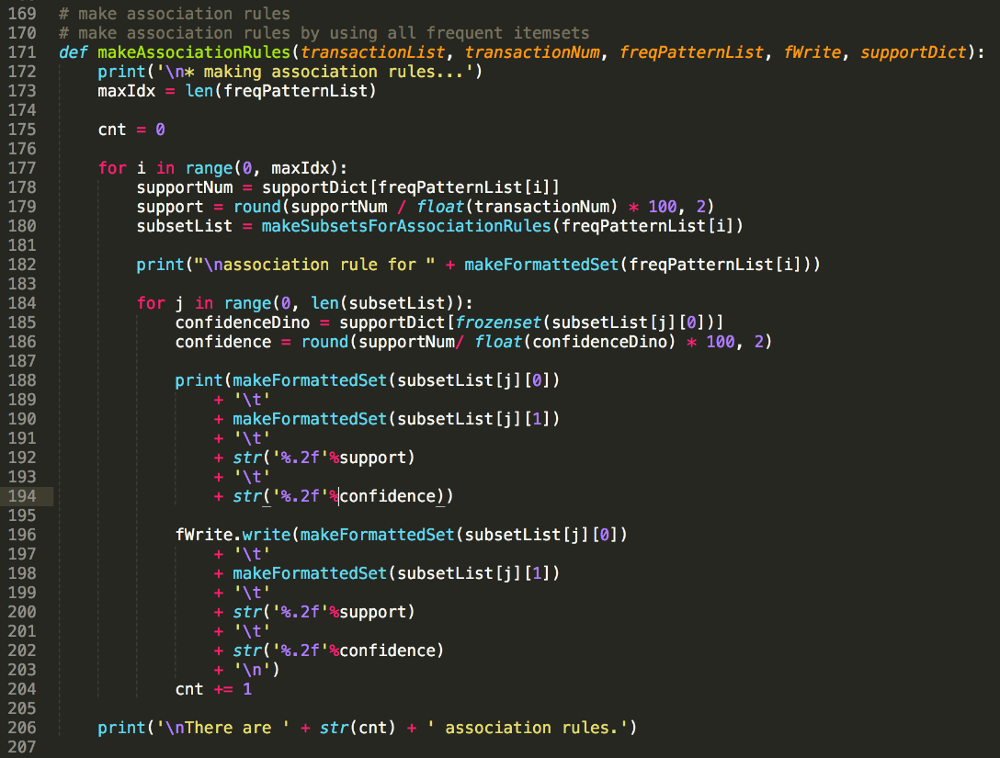 169 # make association rules
170 # make association rules by using all frequent itemsets
171 def makeAssociationRules(transactionList, transactionNum, freqPatternList, fWrite, supportDict):
172     print('\n* making association rules...')
173     maxIdx = len(freqPatternList)
174
175     cnt = 0
176
177     for i in range(0, maxIdx):
178         supportNum = supportDict[freqPatternList[i]]
179         support = round(supportNum / float(transactionNum) * 100, 2)
180         subsetList = makeSubsetsForAssociationRules(freqPatternList[i])
181
182         print("\nassociation rule for " + makeFormattedSet(freqPatternList[i]))
183
184         for j in range(0, len(subsetList)):
185             confidenceDino = supportDict[frozenset(subsetList[j][0])]
186             confidence = round(supportNum/ float(confidenceDino) * 100, 2)
187
188             print(makeFormattedSet(subsetList[j][0])
189                 + '\t'
190                 + makeFormattedSet(subsetList[j][1])
191                 + '\t'
192                 + str('%.2f'%support)
193                 + '\t'
194                 + str('%.2f'%confidence))
195
196             fWrite.write(makeFormattedSet(subsetList[j][0])
197                 + '\t'
198                 + makeFormattedSet(subsetList[j][1])
199                 + '\t'
200                 + str('%.2f'%support)
201                 + '\t'
202                 + str('%.2f'%confidence)
203                 + '\n')
204             cnt += 1
205
206     print('\nThere are ' + str(cnt) + ' association rules.')
207